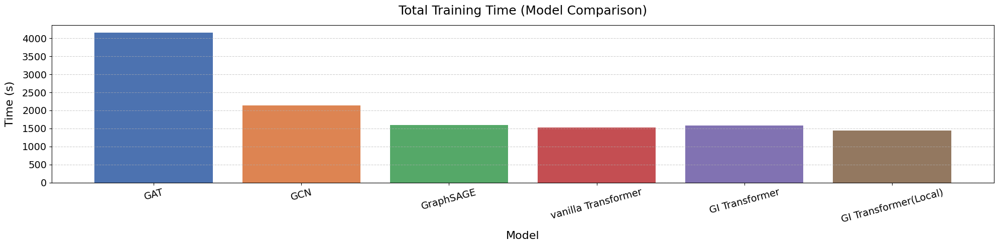 Total Training Time (Model Comparison)
Time (s)
4000
3500
3000
2500
2000
1500
1000
500
0
GAT
GCN
GraphSAGE
vanilla Transformer
GI Transformer
GI Transformer(Local)
Model